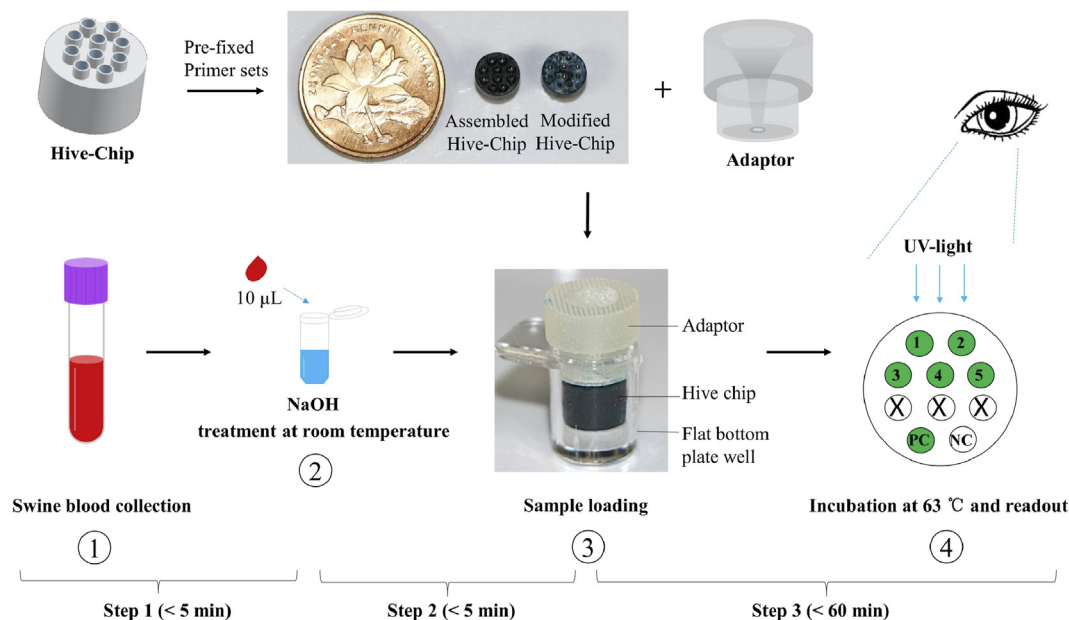 Pre-fixed
Primer sets
Hive-Chip
Assembled
Hive-Chip
Modified
Hive-Chip
+
Adaptor
10 µL
NaOH
treatment at room temperature
②
Adaptor
Hive chip
Flat bottom
plate well
UV-light
1 2
3 4 5
X X X
PC NC
Swine blood collection
①
Sample loading
③
Incubation at 63 ℃ and readout
④
Step 1 (< 5 min)
Step 2 (< 5 min)
Step 3 (< 60 min)